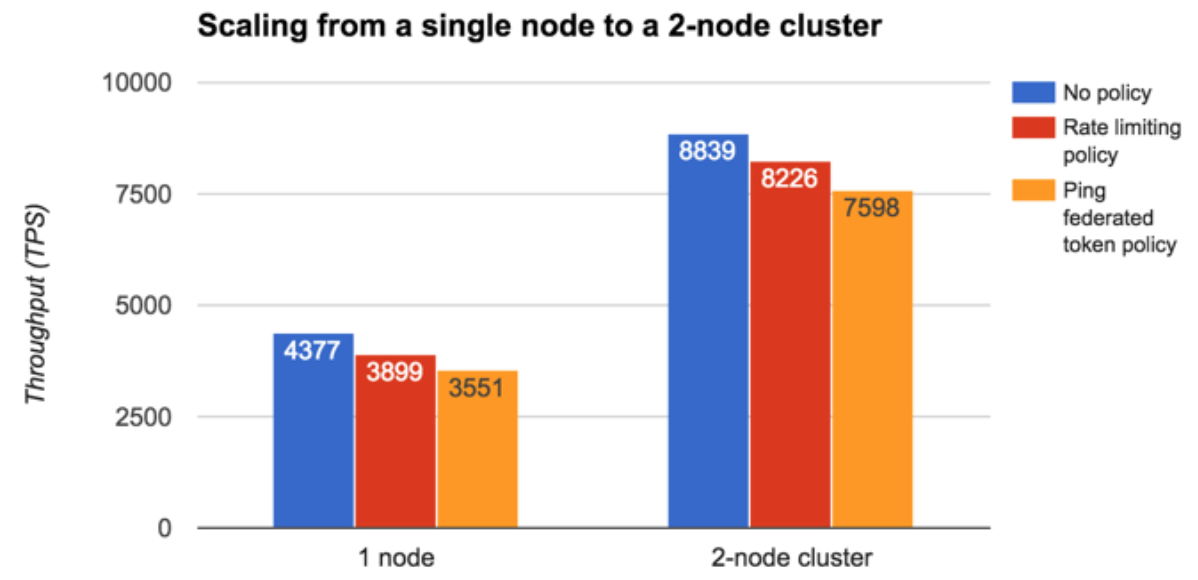 Scaling from a single node to a 2-node cluster
10000
7500
5000
2500
0
Throughput (TPS)
4377
3899
3551
8839
8226
7598
1 node
2-node cluster
No policy
Rate limiting
policy
Ping
federated
token policy